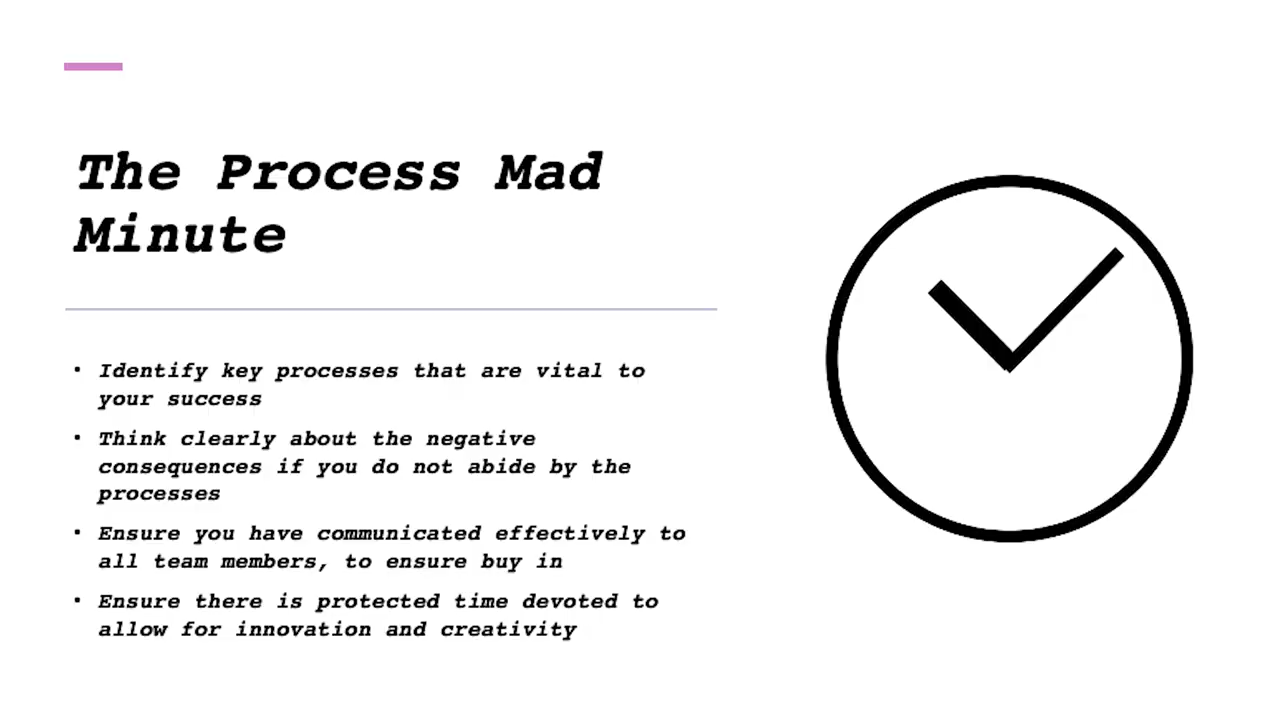 The Process Mad
Minute
• Identify key processes that are vital to
your success
• Think clearly about the negative
consequences if you do not abide by the
processes
• Ensure you have communicated effectively to
all team members, to ensure buy in
• Ensure there is protected time devoted to
allow for innovation and creativity